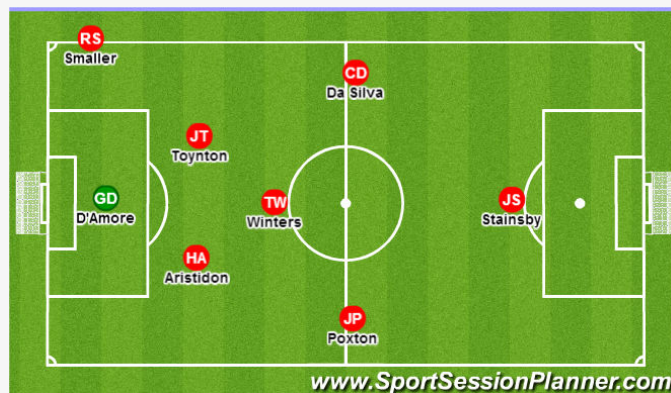 RS
Smaller
CD
Da Silva
JT
Toynton
GD
D'Amore
TW
Winters
JS
Stainsby
HA
Aristidon
JP
Poxton
www.SportSessionPlanner.com